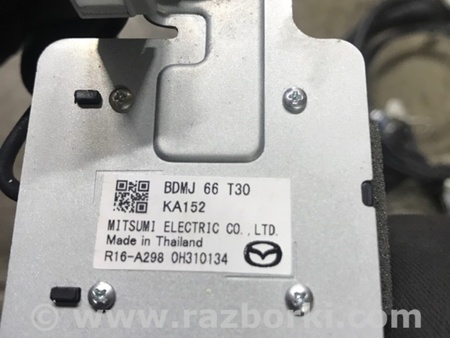 BDMJ 66 T30
KA152
MITSUMI ELECTRIC CO.,LTD.
Made in Thailand
R16-A298 0H310134
www.razborki.com